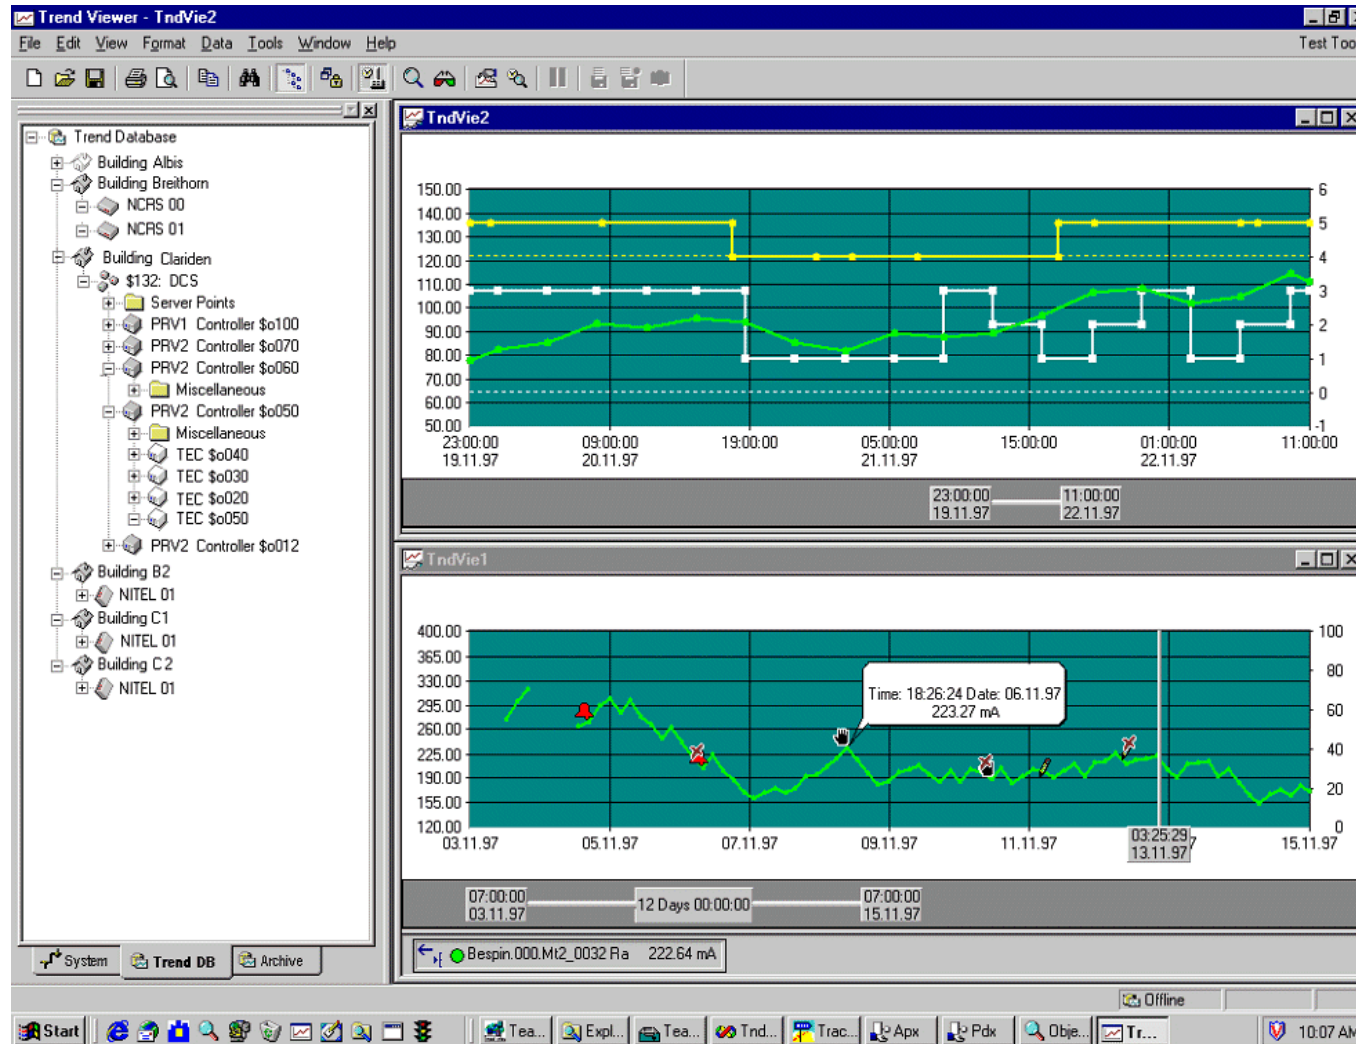 Trend Viewer - TndVie2
File Edit View Format Data Tools Window Help
Test Too
Trend Database
Building Albis
Building Breithorn
NCRS 00
NCRS 01
Building Clariden
$132: DCS
Server Points
PRV1 Controller $o100
PRV2 Controller $o070
PRV2 Controller $o060
Miscellaneous
PRV2 Controller $o050
Miscellaneous
TEC $o040
TEC $o030
TEC $o020
TEC $o050
PRV2 Controller $o012
Building B2
NITEL 01
Building C1
NITEL 01
Building C2
NITEL 01
System Trend DB Archive
TndVie2
150.00 6
140.00 5
130.00
120.00 4
110.00 3
100.00
90.00 2
80.00 1
70.00
60.00 0
50.00 -1
23:00:00 09:00:00 19:00:00 05:00:00 15:00:00 01:00:00 11:00:00
19.11.97 20.11.97 21.11.97 22.11.97
23:00:00 11:00:00
19.11.97 22.11.97
TndVie1
400.00 100
365.00 80
330.00
295.00 60
260.00
225.00 40
190.00 20
155.00
120.00 0
Time: 18:26:24 Date: 06.11.97
223.27 mA
03.11.97 05.11.97 07.11.97 09.11.97 11.11.97 7 15.11.97
03:25:29
13.11.97
07:00:00 12 Days 00:00:00 07:00:00
03.11.97 15.11.97
Bespin.000.Mt2_0032 Ra 222.64 mA
Offline
Start Tea... Expl... Tea... Tnd... Trac... Apx Pdx Obje... Tr... 10:07 AM